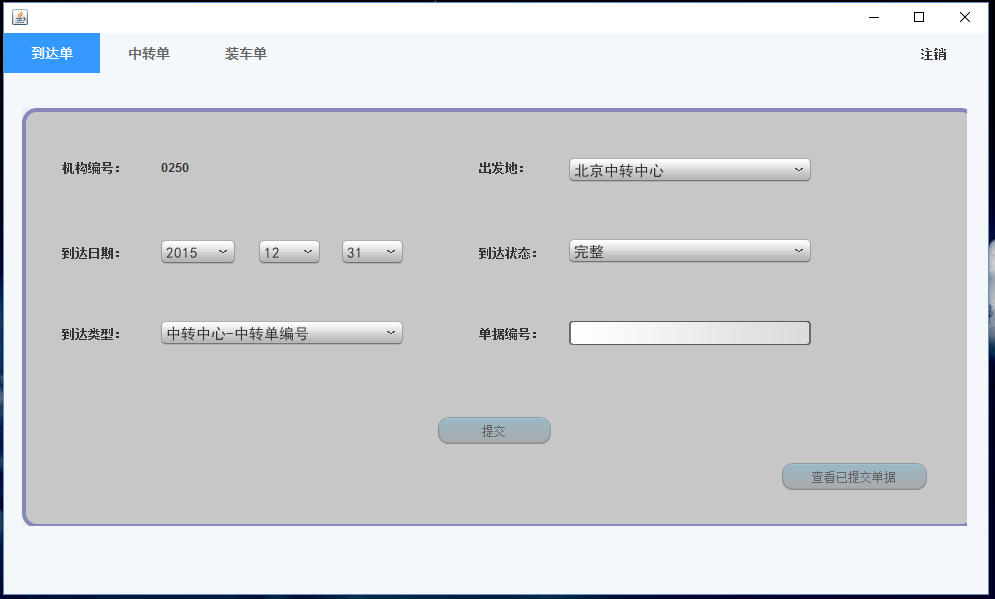 到达单 中转单 装车单 注销
机构编号： 0250 出发地： 北京中转中心
到达日期： 2015 12 31 到达状态： 完整
到达类型： 中转中心-中转单编号 单据编号：
提交
查看已提交单据